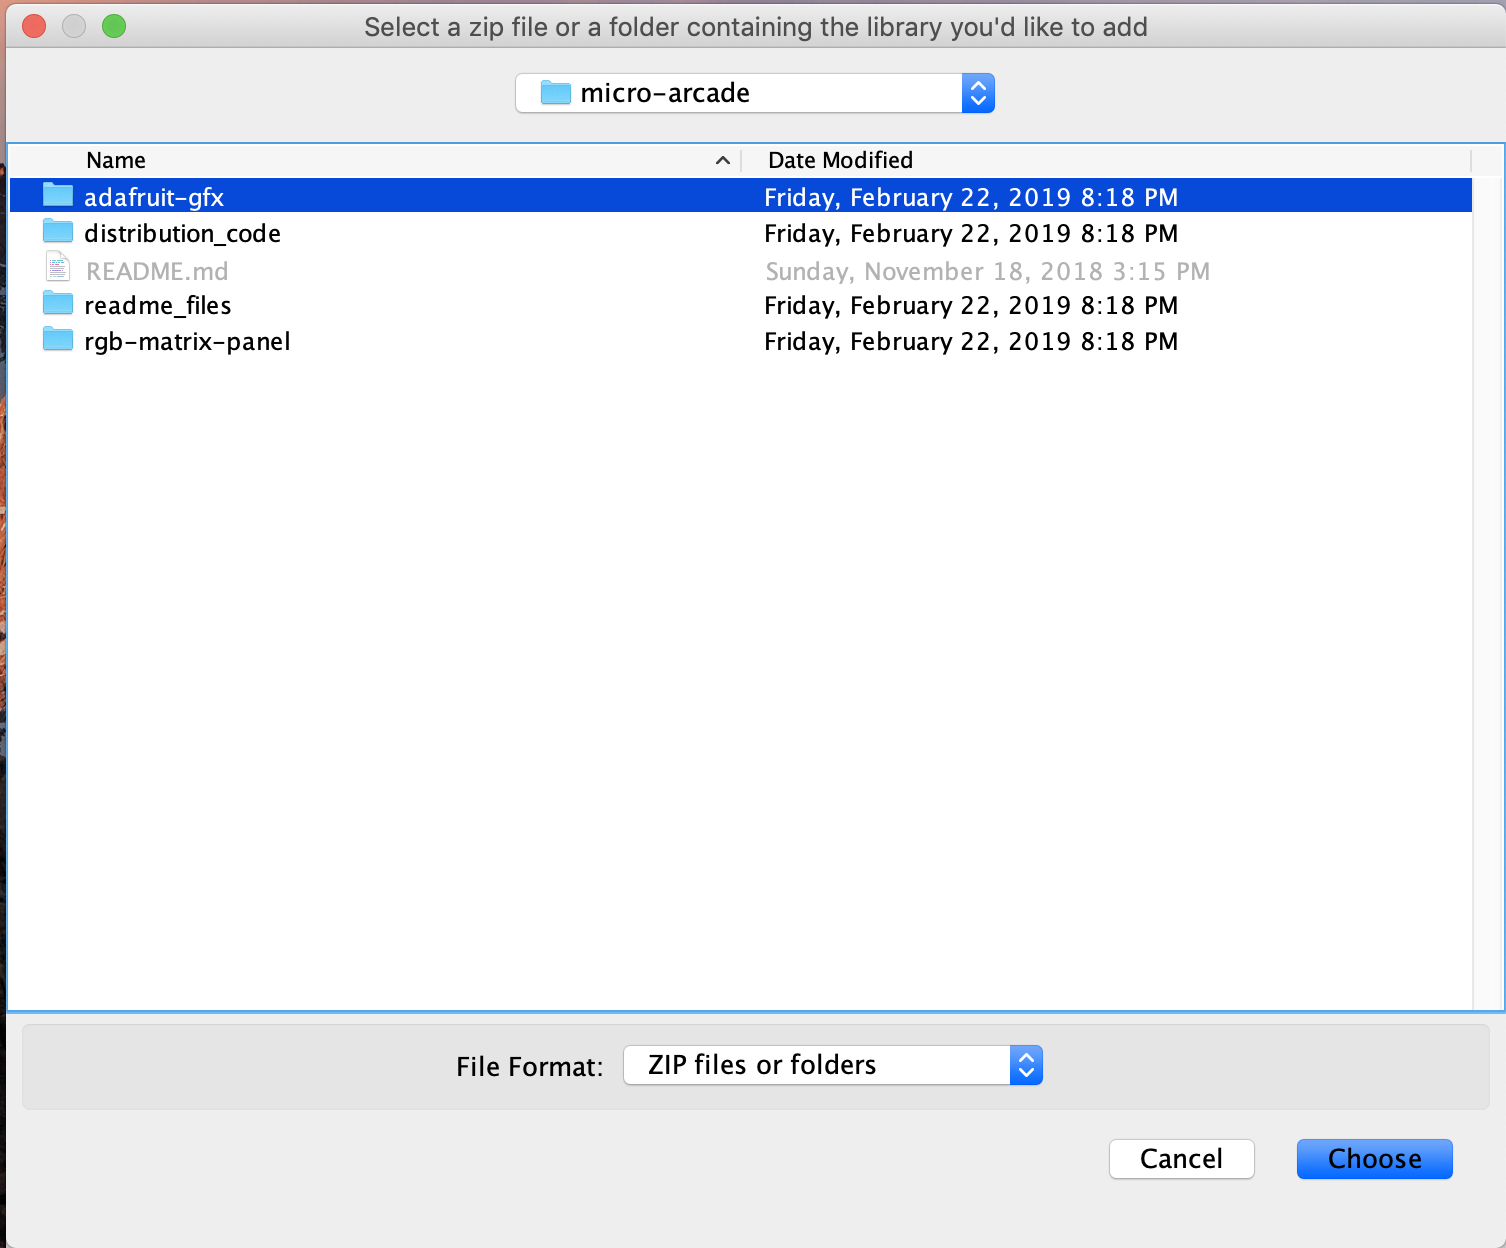 Select a zip file or a folder containing the library you'd like to add
micro-arcade
Name Date Modified
adafruit-gfx Friday, February 22, 2019 8:18 PM
distribution_code Friday, February 22, 2019 8:18 PM
README.md Sunday, November 18, 2018 3:15 PM
readme_files Friday, February 22, 2019 8:18 PM
rgb-matrix-panel Friday, February 22, 2019 8:18 PM
File Format: ZIP files or folders
Cancel Choose